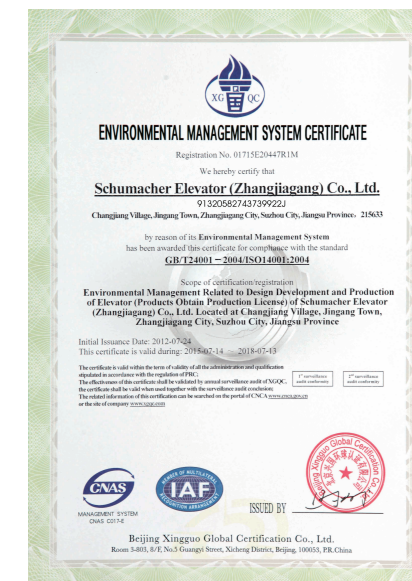 XG QC
ENVIRONMENTAL MANAGEMENT SYSTEM CERTIFICATE
Registration No. 01715E20447R1M
We hereby certify that
Schumacher Elevator (Zhangjiagang) Co., Ltd.
91320582743739922J
Changjiang Village, Jingang Town, Zhangjiagang City, Suzhou City, Jiangsu Province, 215633
by reason of its Environmental Management System
has been awarded this certificate for compliance with the standard
GB/T24001－2004/ISO14001:2004
Scope of certification/registration
Environmental Management Related to Design Development and Production
of Elevator (Products Obtain Production License) of Schumacher Elevator
(Zhangjiagang) Co., Ltd. Located at Changjiang Village, Jingang Town,
Zhangjiagang City, Suzhou City, Jiangsu Province
Initial Issuance Date: 2012-07-24
This certificate is valid during: 2015-07-14 ～ 2018-07-13
The certificate is valid within the term of validity of all the administration and qualification
stipulated in accordance with the regulation of PRC;
The effectiveness of this certificate shall be validated by annual surveillance audit of XGQC,
the certificate shall be valid when used together with the surveillance audit conclusion;
The related information of this certification can be searched on the portal of CNCA www.cnca.gov.cn
or the site of company www.xgqc.com
1st surveillance
audit conformity
2nd surveillance
audit conformity
CNAS
MANAGEMENT SYSTEM
CNAS C017-E
MEMBER OF MULTILATERAL
IAF
RECOGNITION ARRANGEMENT
ISSUED BY
Beijing Xingguo Global Certification Co., Ltd.
Beijing Xingguo Global Certification Co., Ltd.
Room 3-803, 8/F, No.5 Guangyi Street, Xicheng District, Beijing, 100053, P.R.China